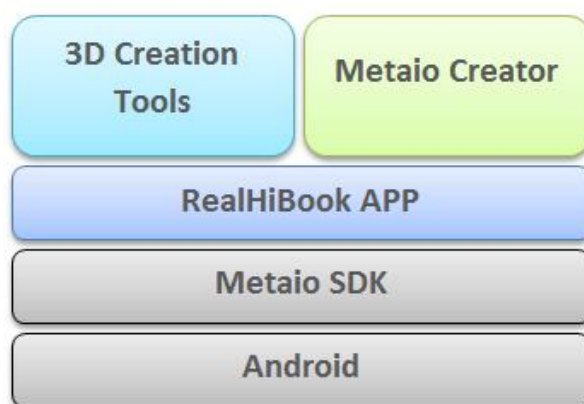 3D Creation
Tools
Metaio Creator
RealHiBook APP
Metaio SDK
Android